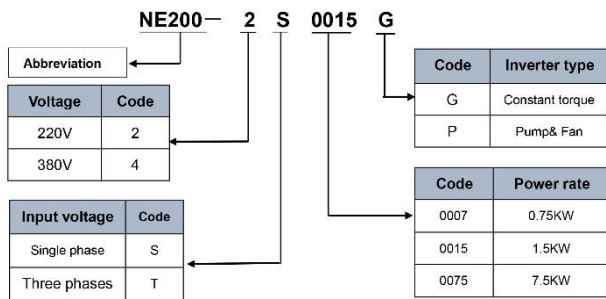 NE200— 2 S 0015 G
Abbreviation
Voltage Code
220V 2
380V 4
Input voltage Code
Single phase S
Three phases T
Code Inverter type
G Constant torque
P Pump& Fan
Code Power rate
0007 0.75KW
0015 1.5KW
0075 7.5KW